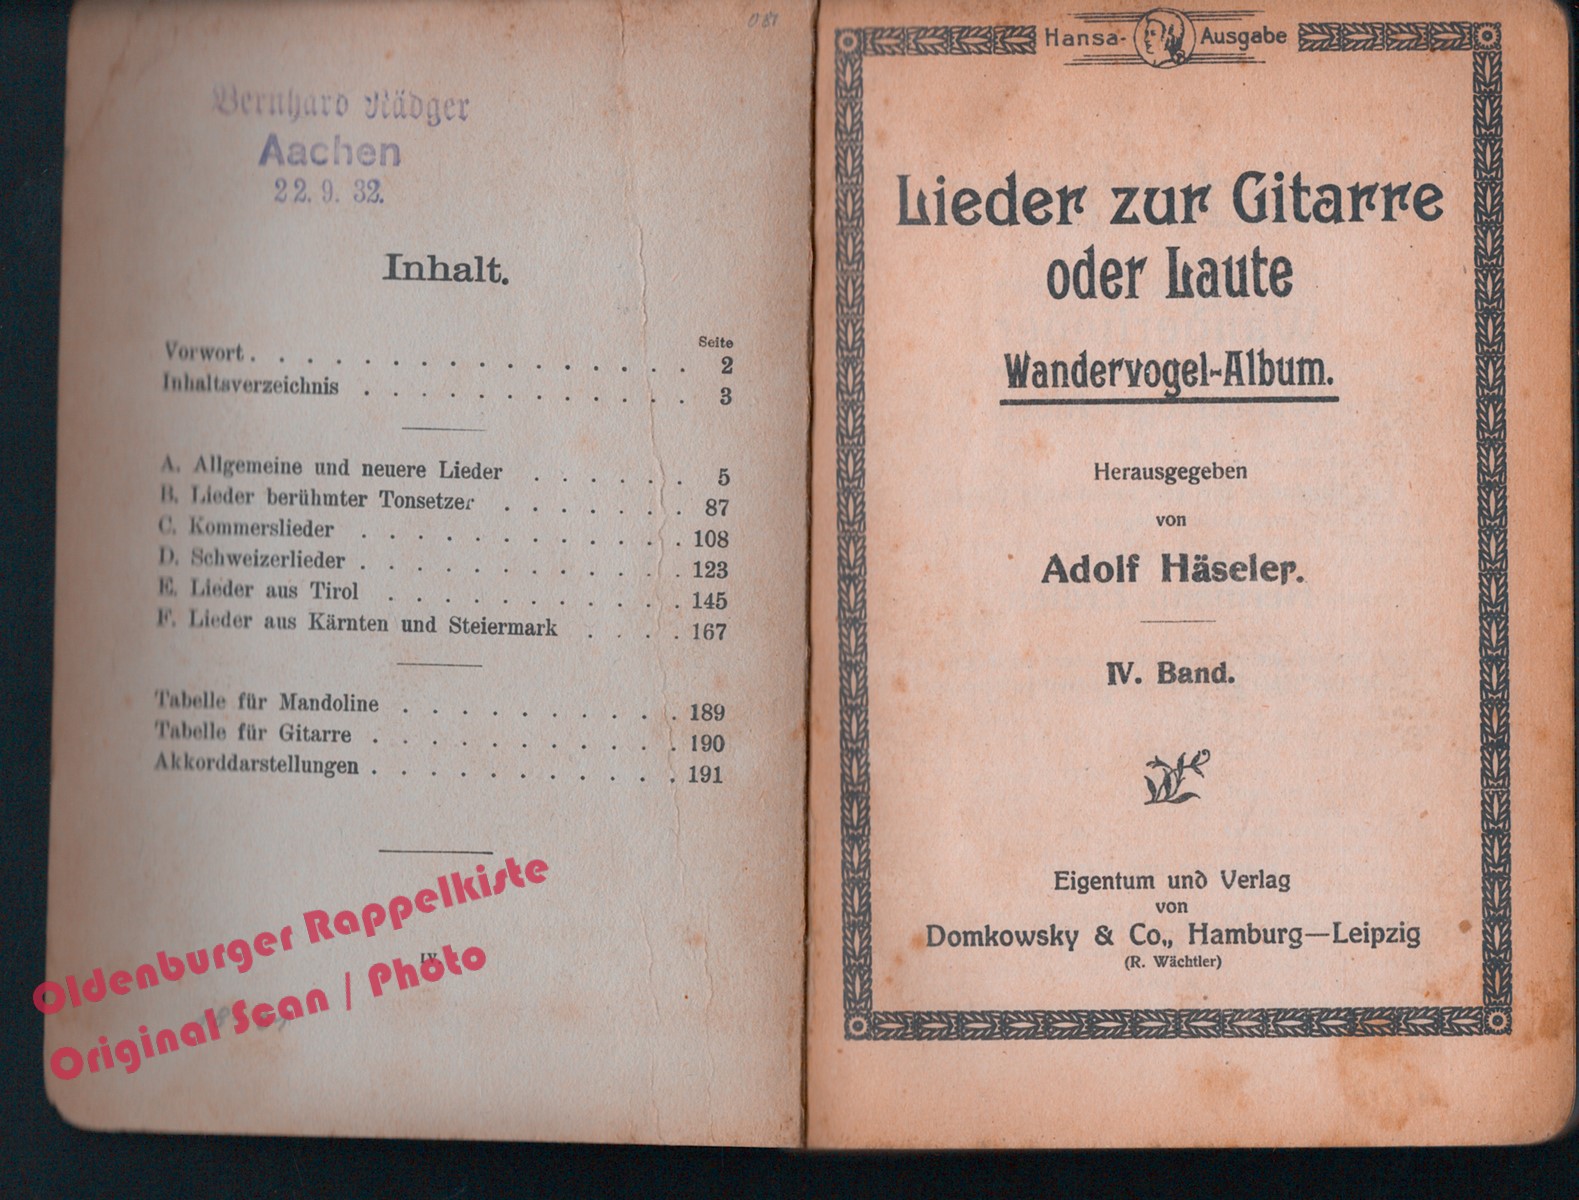 081
Bernhard Rüdger
Aachen
22. 9. 32.
Inhalt.
Seite
Vorwort . . . . . . . . . . . . . . . . 2
Inhaltsverzeichnis . . . . . . . . . . . . 3
A. Allgemeine und neuere Lieder . . . . . . 5
B. Lieder berühmter Tonsetzer . . . . . . . 87
C. Kommerslieder . . . . . . . . . . . . 108
D. Schweizerlieder . . . . . . . . . . . . 123
E. Lieder aus Tirol . . . . . . . . . . . 145
F. Lieder aus Kärnten und Steiermark . . . . 167
Tabelle für Mandoline . . . . . . . . . . 189
Tabelle für Gitarre . . . . . . . . . . . 190
Akkorddarstellungen . . . . . . . . . . . 191
Oldenburger Rappelkiste
Original Scan / Photo
Hansa-Ausgabe
Lieder zur Gitarre
oder Laute
Wandervogel-Album.
Herausgegeben
von
Adolf Häseler.
IV. Band.
Eigentum und Verlag
von
Domkowsky & Co., Hamburg—Leipzig
(R. Wächtler)